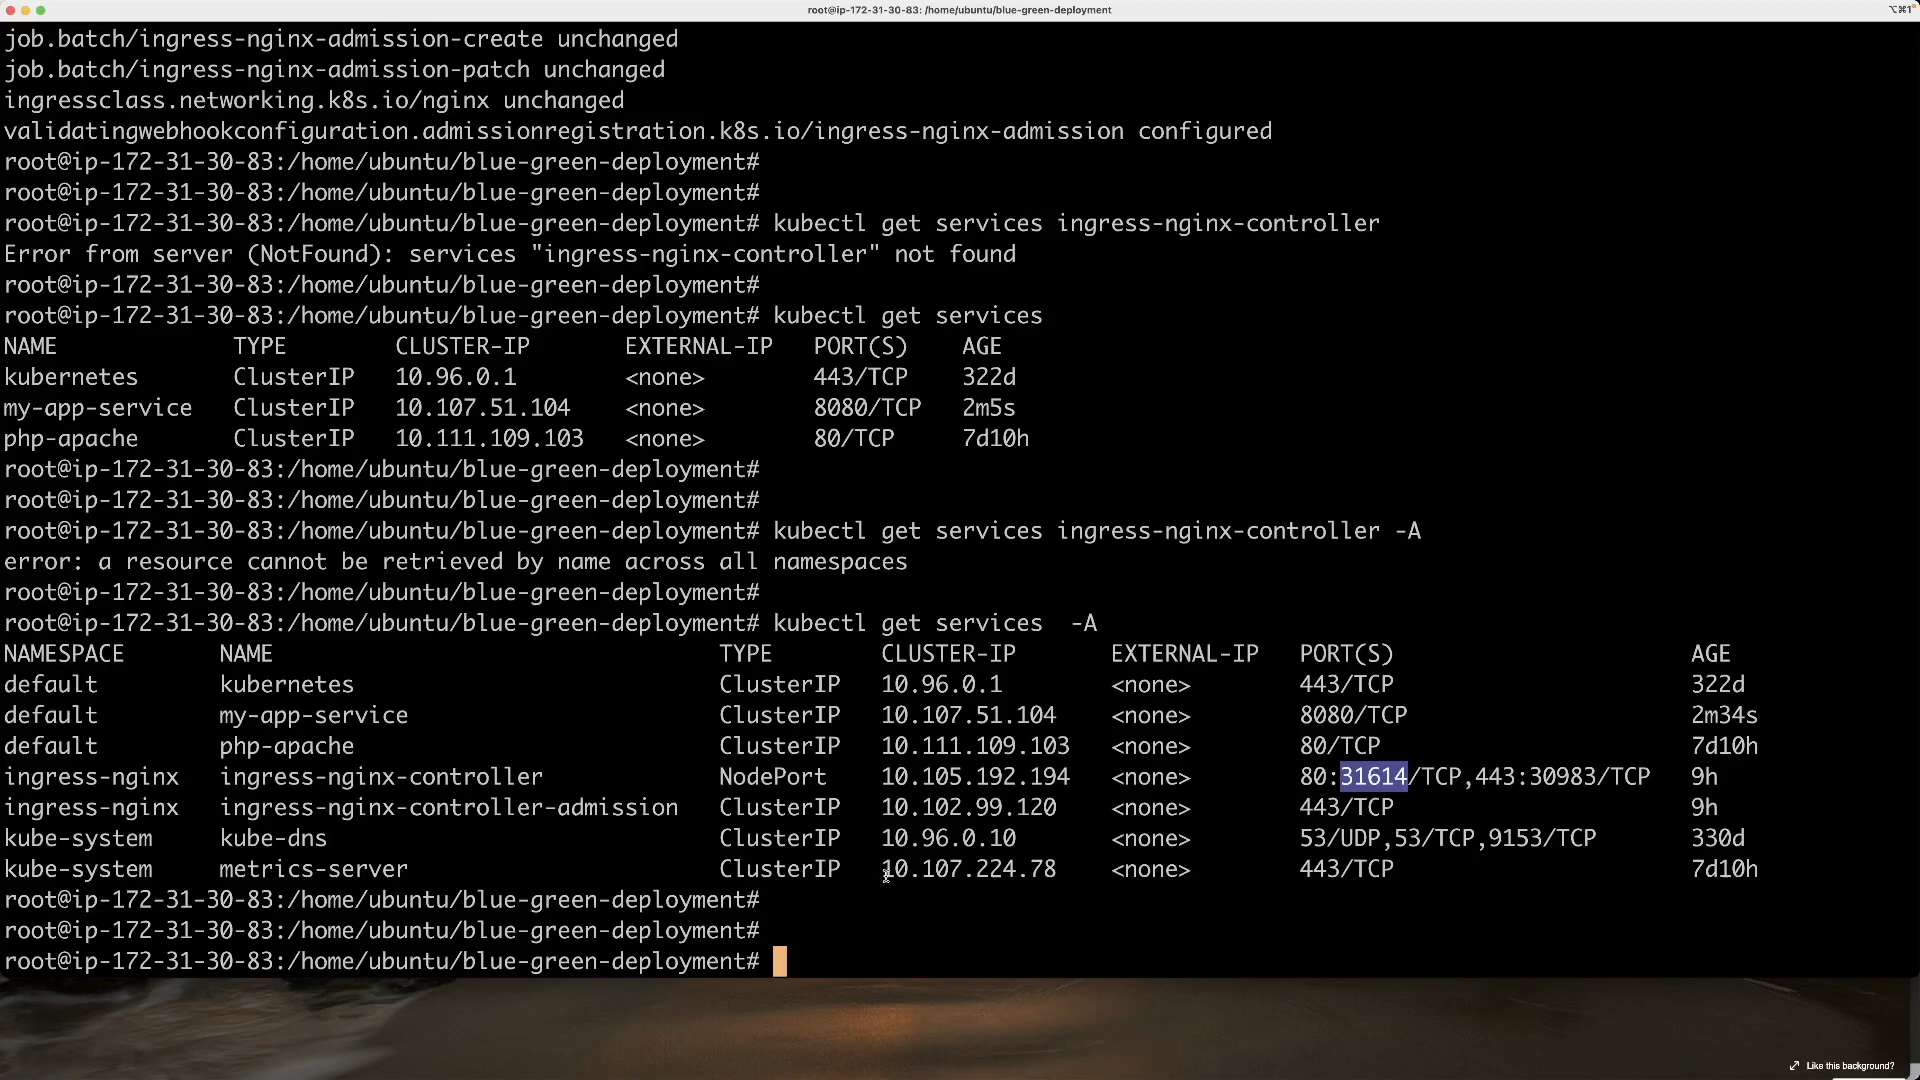 root@ip-172-31-30-83: /home/ubuntu/blue-green-deployment
⌥⌘1
job.batch/ingress-nginx-admission-create unchanged
job.batch/ingress-nginx-admission-patch unchanged
ingressclass.networking.k8s.io/nginx unchanged
validatingwebhookconfiguration.admissionregistration.k8s.io/ingress-nginx-admission configured
root@ip-172-31-30-83:/home/ubuntu/blue-green-deployment#
root@ip-172-31-30-83:/home/ubuntu/blue-green-deployment#
root@ip-172-31-30-83:/home/ubuntu/blue-green-deployment# kubectl get services ingress-nginx-controller
Error from server (NotFound): services "ingress-nginx-controller" not found
root@ip-172-31-30-83:/home/ubuntu/blue-green-deployment#
root@ip-172-31-30-83:/home/ubuntu/blue-green-deployment# kubectl get services
NAME TYPE CLUSTER-IP EXTERNAL-IP PORT(S) AGE
kubernetes ClusterIP 10.96.0.1 <none> 443/TCP 322d
my-app-service ClusterIP 10.107.51.104 <none> 8080/TCP 2m5s
php-apache ClusterIP 10.111.109.103 <none> 80/TCP 7d10h
root@ip-172-31-30-83:/home/ubuntu/blue-green-deployment#
root@ip-172-31-30-83:/home/ubuntu/blue-green-deployment#
root@ip-172-31-30-83:/home/ubuntu/blue-green-deployment# kubectl get services ingress-nginx-controller -A
error: a resource cannot be retrieved by name across all namespaces
root@ip-172-31-30-83:/home/ubuntu/blue-green-deployment#
root@ip-172-31-30-83:/home/ubuntu/blue-green-deployment# kubectl get services  -A
NAMESPACE NAME TYPE CLUSTER-IP EXTERNAL-IP PORT(S) AGE
default kubernetes ClusterIP 10.96.0.1 <none> 443/TCP 322d
default my-app-service ClusterIP 10.107.51.104 <none> 8080/TCP 2m34s
default php-apache ClusterIP 10.111.109.103 <none> 80/TCP 7d10h
ingress-nginx ingress-nginx-controller NodePort 10.105.192.194 <none> 80:31614/TCP,443:30983/TCP 9h
ingress-nginx ingress-nginx-controller-admission ClusterIP 10.102.99.120 <none> 443/TCP 9h
kube-system kube-dns ClusterIP 10.96.0.10 <none> 53/UDP,53/TCP,9153/TCP 330d
kube-system metrics-server ClusterIP 10.107.224.78 <none> 443/TCP 7d10h
root@ip-172-31-30-83:/home/ubuntu/blue-green-deployment#
root@ip-172-31-30-83:/home/ubuntu/blue-green-deployment#
root@ip-172-31-30-83:/home/ubuntu/blue-green-deployment#
Like this background?